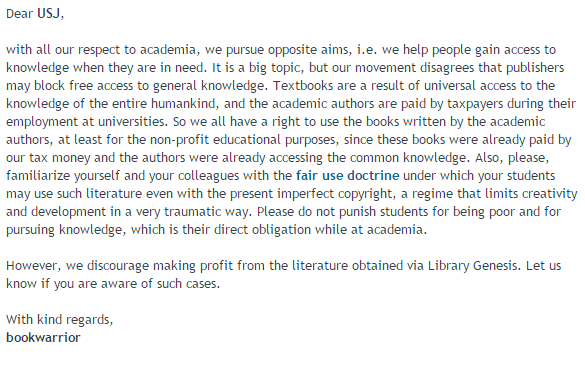 Dear USJ,
with all our respect to academia, we pursue opposite aims, i.e. we help people gain access to
knowledge when they are in need. It is a big topic, but our movement disagrees that publishers
may block free access to general knowledge. Textbooks are a result of universal access to the
knowledge of the entire humankind, and the academic authors are paid by taxpayers during their
employment at universities. So we all have a right to use the books written by the academic
authors, at least for the non-profit educational purposes, since these books were already paid by
our tax money and the authors were already accessing the common knowledge. Also, please,
familiarize yourself and your colleagues with the fair use doctrine under which your students
may use such literature even with the present imperfect copyright, a regime that limits creativity
and development in a very traumatic way. Please do not punish students for being poor and for
pursuing knowledge, which is their direct obligation while at academia.
However, we discourage making profit from the literature obtained via Library Genesis. Let us
know if you are aware of such cases.
With kind regards,
bookwarrior